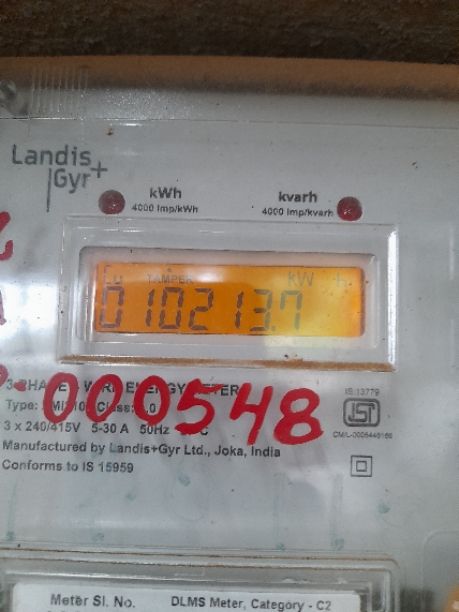 Landis
Gyr+
kWh
4000 Imp/kWh
kvarh
4000 Imp/kvarh
TAMPER
kW
010213.7
000548
IS:13779
3 x 240/415V 5-30 A 50Hz
Manufactured by Landis+Gyr Ltd., Joka, India
Conforms to IS 15959
Meter Sl. No. DLMS Meter, Category - C2